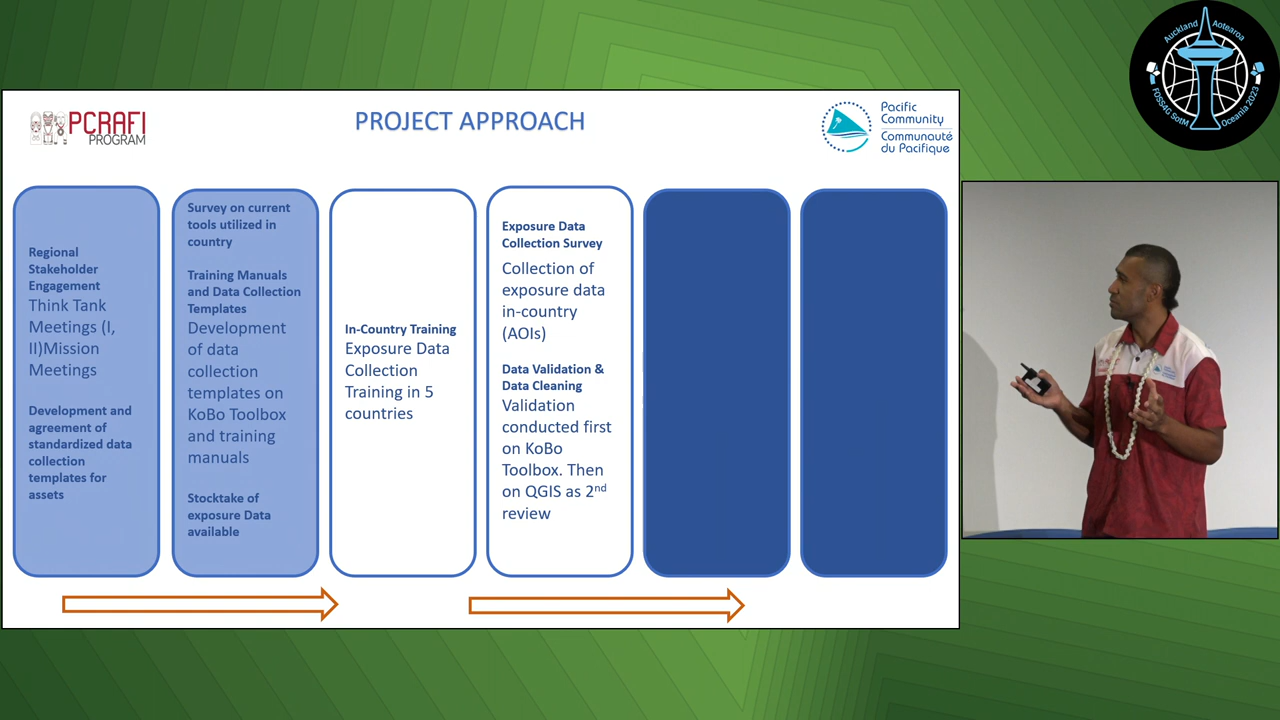 PCRAFI
PROGRAM
PROJECT APPROACH
Pacific
Community
Communauté
du Pacifique
Auckland Aotearoa
FOSS4G SotM Oceania 2023
Regional
Stakeholder
Engagement
Think Tank
Meetings (I,
II)Mission
Meetings
Development and
agreement of
standardized data
collection
templates for
assets
Survey on current
tools utilized in
country
Training Manuals
and Data Collection
Templates
Development
of data
collection
templates on
KoBo Toolbox
and training
manuals
Stocktake of
exposure Data
available
In-Country Training
Exposure Data
Collection
Training in 5
countries
Exposure Data
Collection Survey
Collection of
exposure data
in-country
(AOIs)
Data Validation &
Data Cleaning
Validation
conducted first
on KoBo
Toolbox. Then
on QGIS as 2nd
review